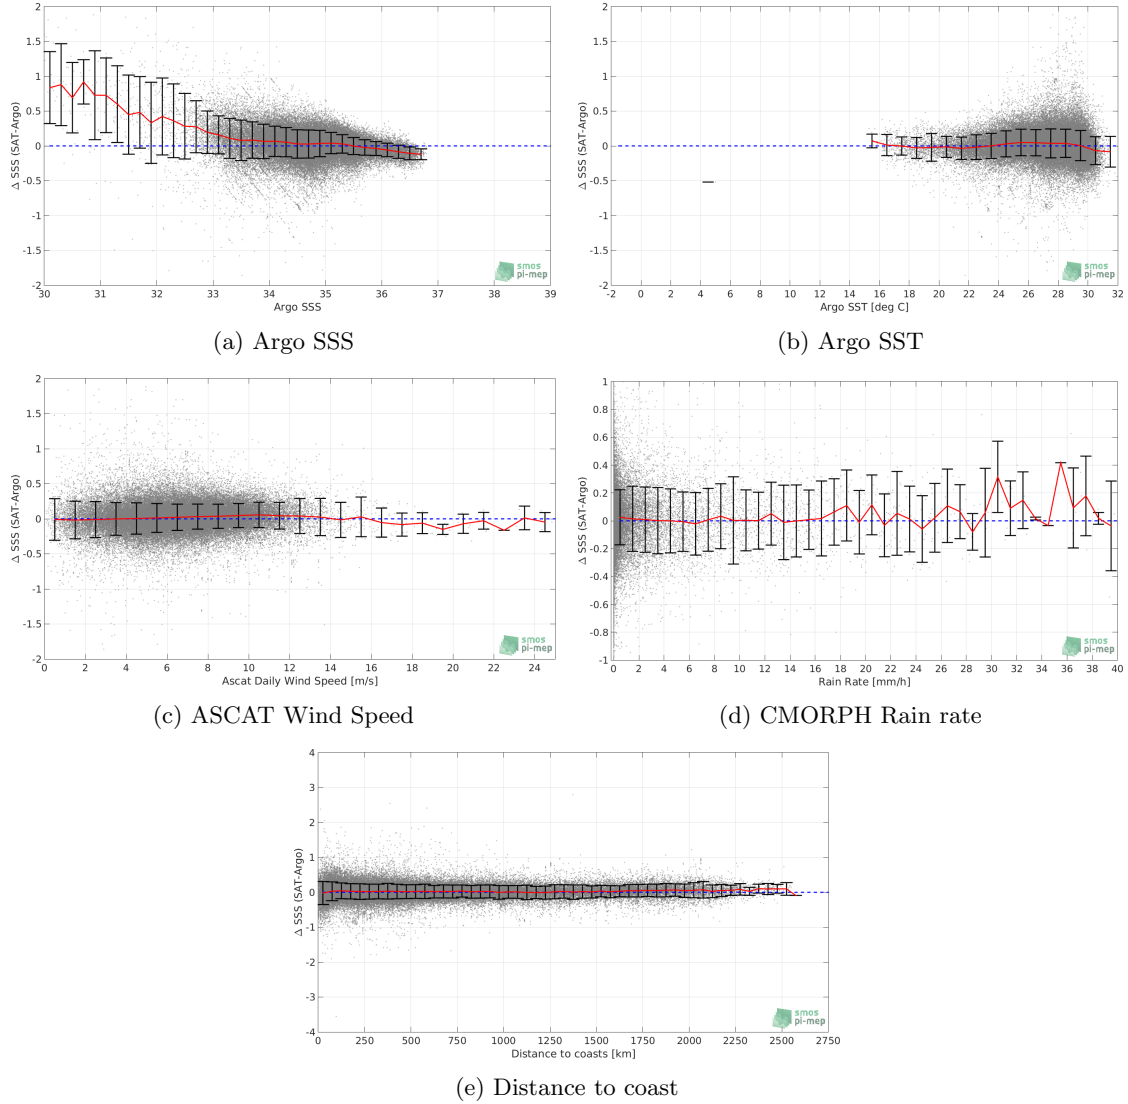 2
1.5
1
0.5
0
-0.5
-1
-1.5
-2
Δ SSS (SAT-Argo)
30 31 32 33 34 35 36 37 38 39
Argo SSS
smos
pi-mep
(a) Argo SSS
2
1.5
1
0.5
0
-0.5
-1
-1.5
-2
Δ SSS (SAT-Argo)
-2 0 2 4 6 8 10 12 14 16 18 20 22 24 26 28 30 32
Argo SST [deg C]
smos
pi-mep
(b) Argo SST
2
1.5
1
0.5
0
-0.5
-1
-1.5
-2
Δ SSS (SAT-Argo)
0 2 4 6 8 10 12 14 16 18 20 22 24
Ascat Daily Wind Speed [m/s]
smos
pi-mep
(c) ASCAT Wind Speed
1
0.8
0.6
0.4
0.2
0
-0.2
-0.4
-0.6
-0.8
-1
Δ SSS (SAT-Argo)
0 2 4 6 8 10 12 14 16 18 20 22 24 26 28 30 32 34 36 38 40
Rain Rate [mm/h]
smos
pi-mep
(d) CMORPH Rain rate
4
3
2
1
0
-1
-2
-3
-4
Δ SSS (SAT-Argo)
0 250 500 750 1000 1250 1500 1750 2000 2250 2500 2750
Distance to coasts [km]
smos
pi-mep
(e) Distance to coast